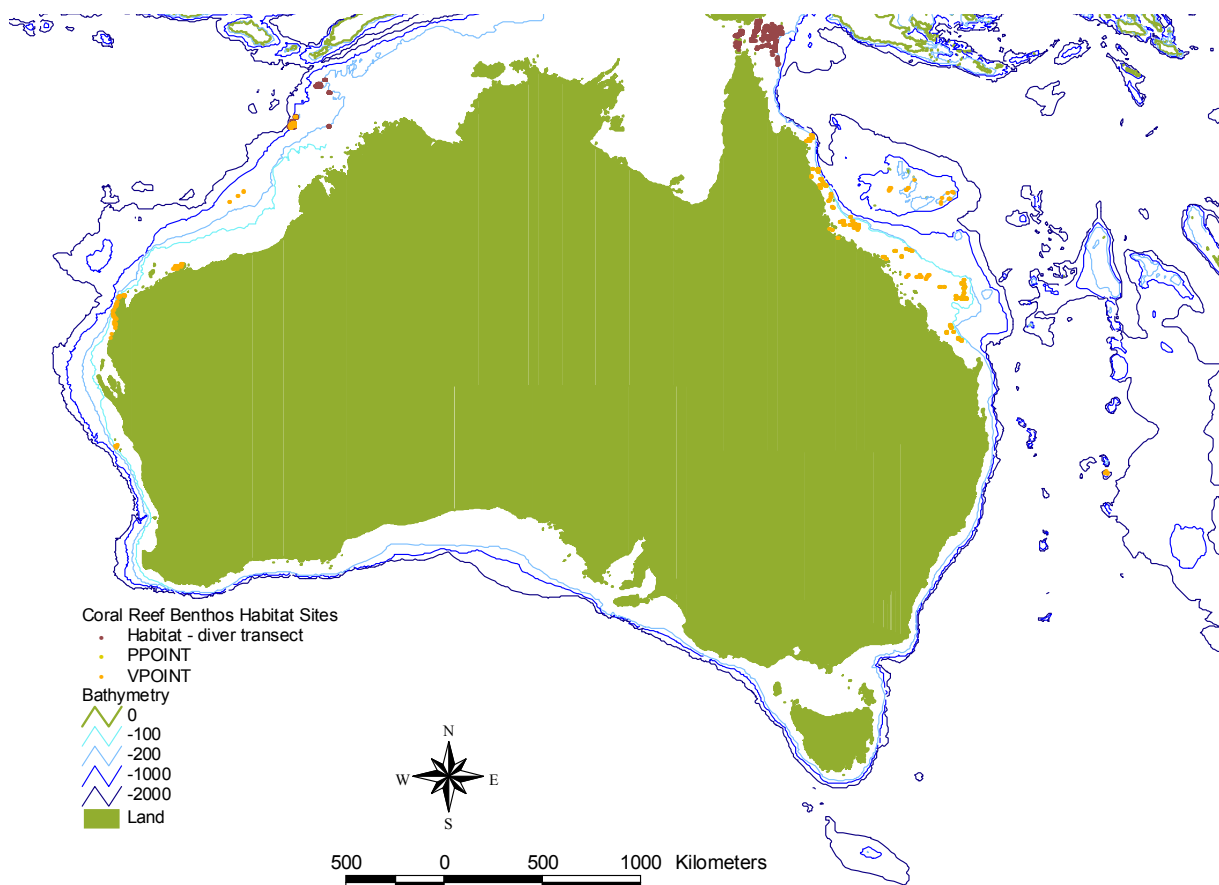 Coral Reef Benthos Habitat Sites
Habitat - diver transect
PPOINT
VPOINT
Bathymetry
0
-100
-200
-1000
-2000
Land
N
W E
S
500 0 500 1000 Kilometers